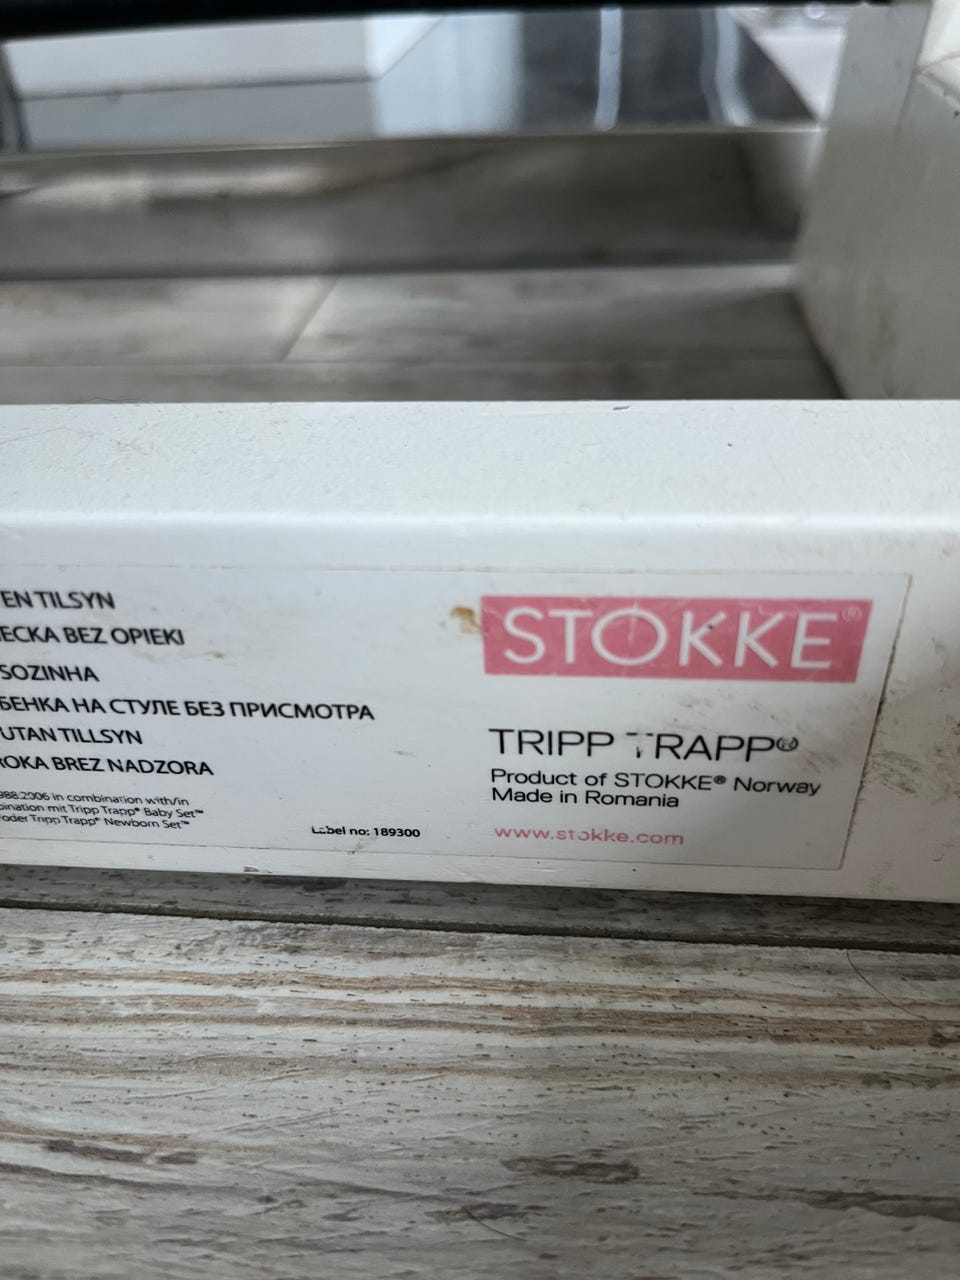 EN TILSYN
ECKA BEZ OPIEKI
SOZINHA
БЕНКА НА СТУЛЕ БЕЗ ПРИСМОТРА
UTAN TILLSYN
ROKA BREZ NADZORA
988:2006 in combination with/in
bination mit Tripp Trapp® Baby Set™
/oder Tripp Trapp® Newborn Set™
Label no: 189300
STOKKE®
TRIPP TRAPP®
Product of STOKKE® Norway
Made in Romania
www.stokke.com